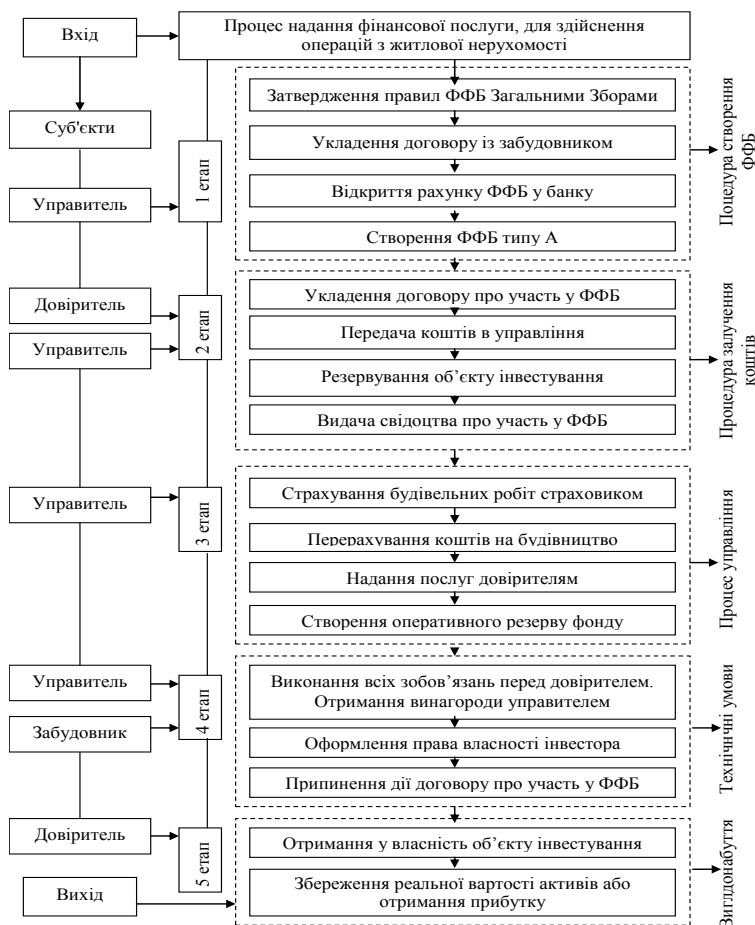 Вхід
Процес надання фінансової послуги, для здійснення
операцій з житлової нерухомості
Суб'єкти
1 етап
Управитель
Затвердження правил ФФБ Загальними Зборами
Укладення договору із забудовником
Відкриття рахунку ФФБ у банку
Створення ФФБ типу А
Поцедура створення
ФФБ
Довіритель
Управитель
2 етап
Укладення договору про участь у ФФБ
Передача коштів в управління
Резервування об’єкту інвестування
Видача свідоцтва про участь у ФФБ
Процедура залучення
коштів
Управитель
3 етап
Страхування будівельних робіт страховиком
Перерахування коштів на будівництво
Надання послуг довірителям
Створення оперативного резерву фонду
Процес управління
Управитель
Забудовник
4 етап
Виконання всіх зобов’язань перед довірителем.
Отримання винагороди управителем
Оформлення права власності інвестора
Припинення дії договору про участь у ФФБ
Технічнчні умови
Довіритель
5 етап
Отримання у власність об’єкту інвестування
Збереження реальної вартості активів або
отримання прибутку
Вигıдонабуття
Вихід